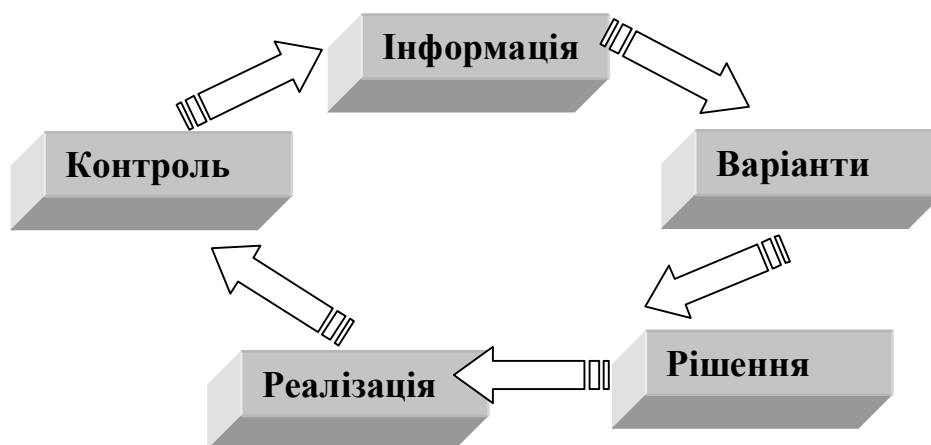 Інформація
Контроль
Варіанти
Реалізація
Рішення